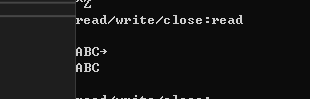 ^Z
read/write/close:read
ABC→
ABC
read/write/close: